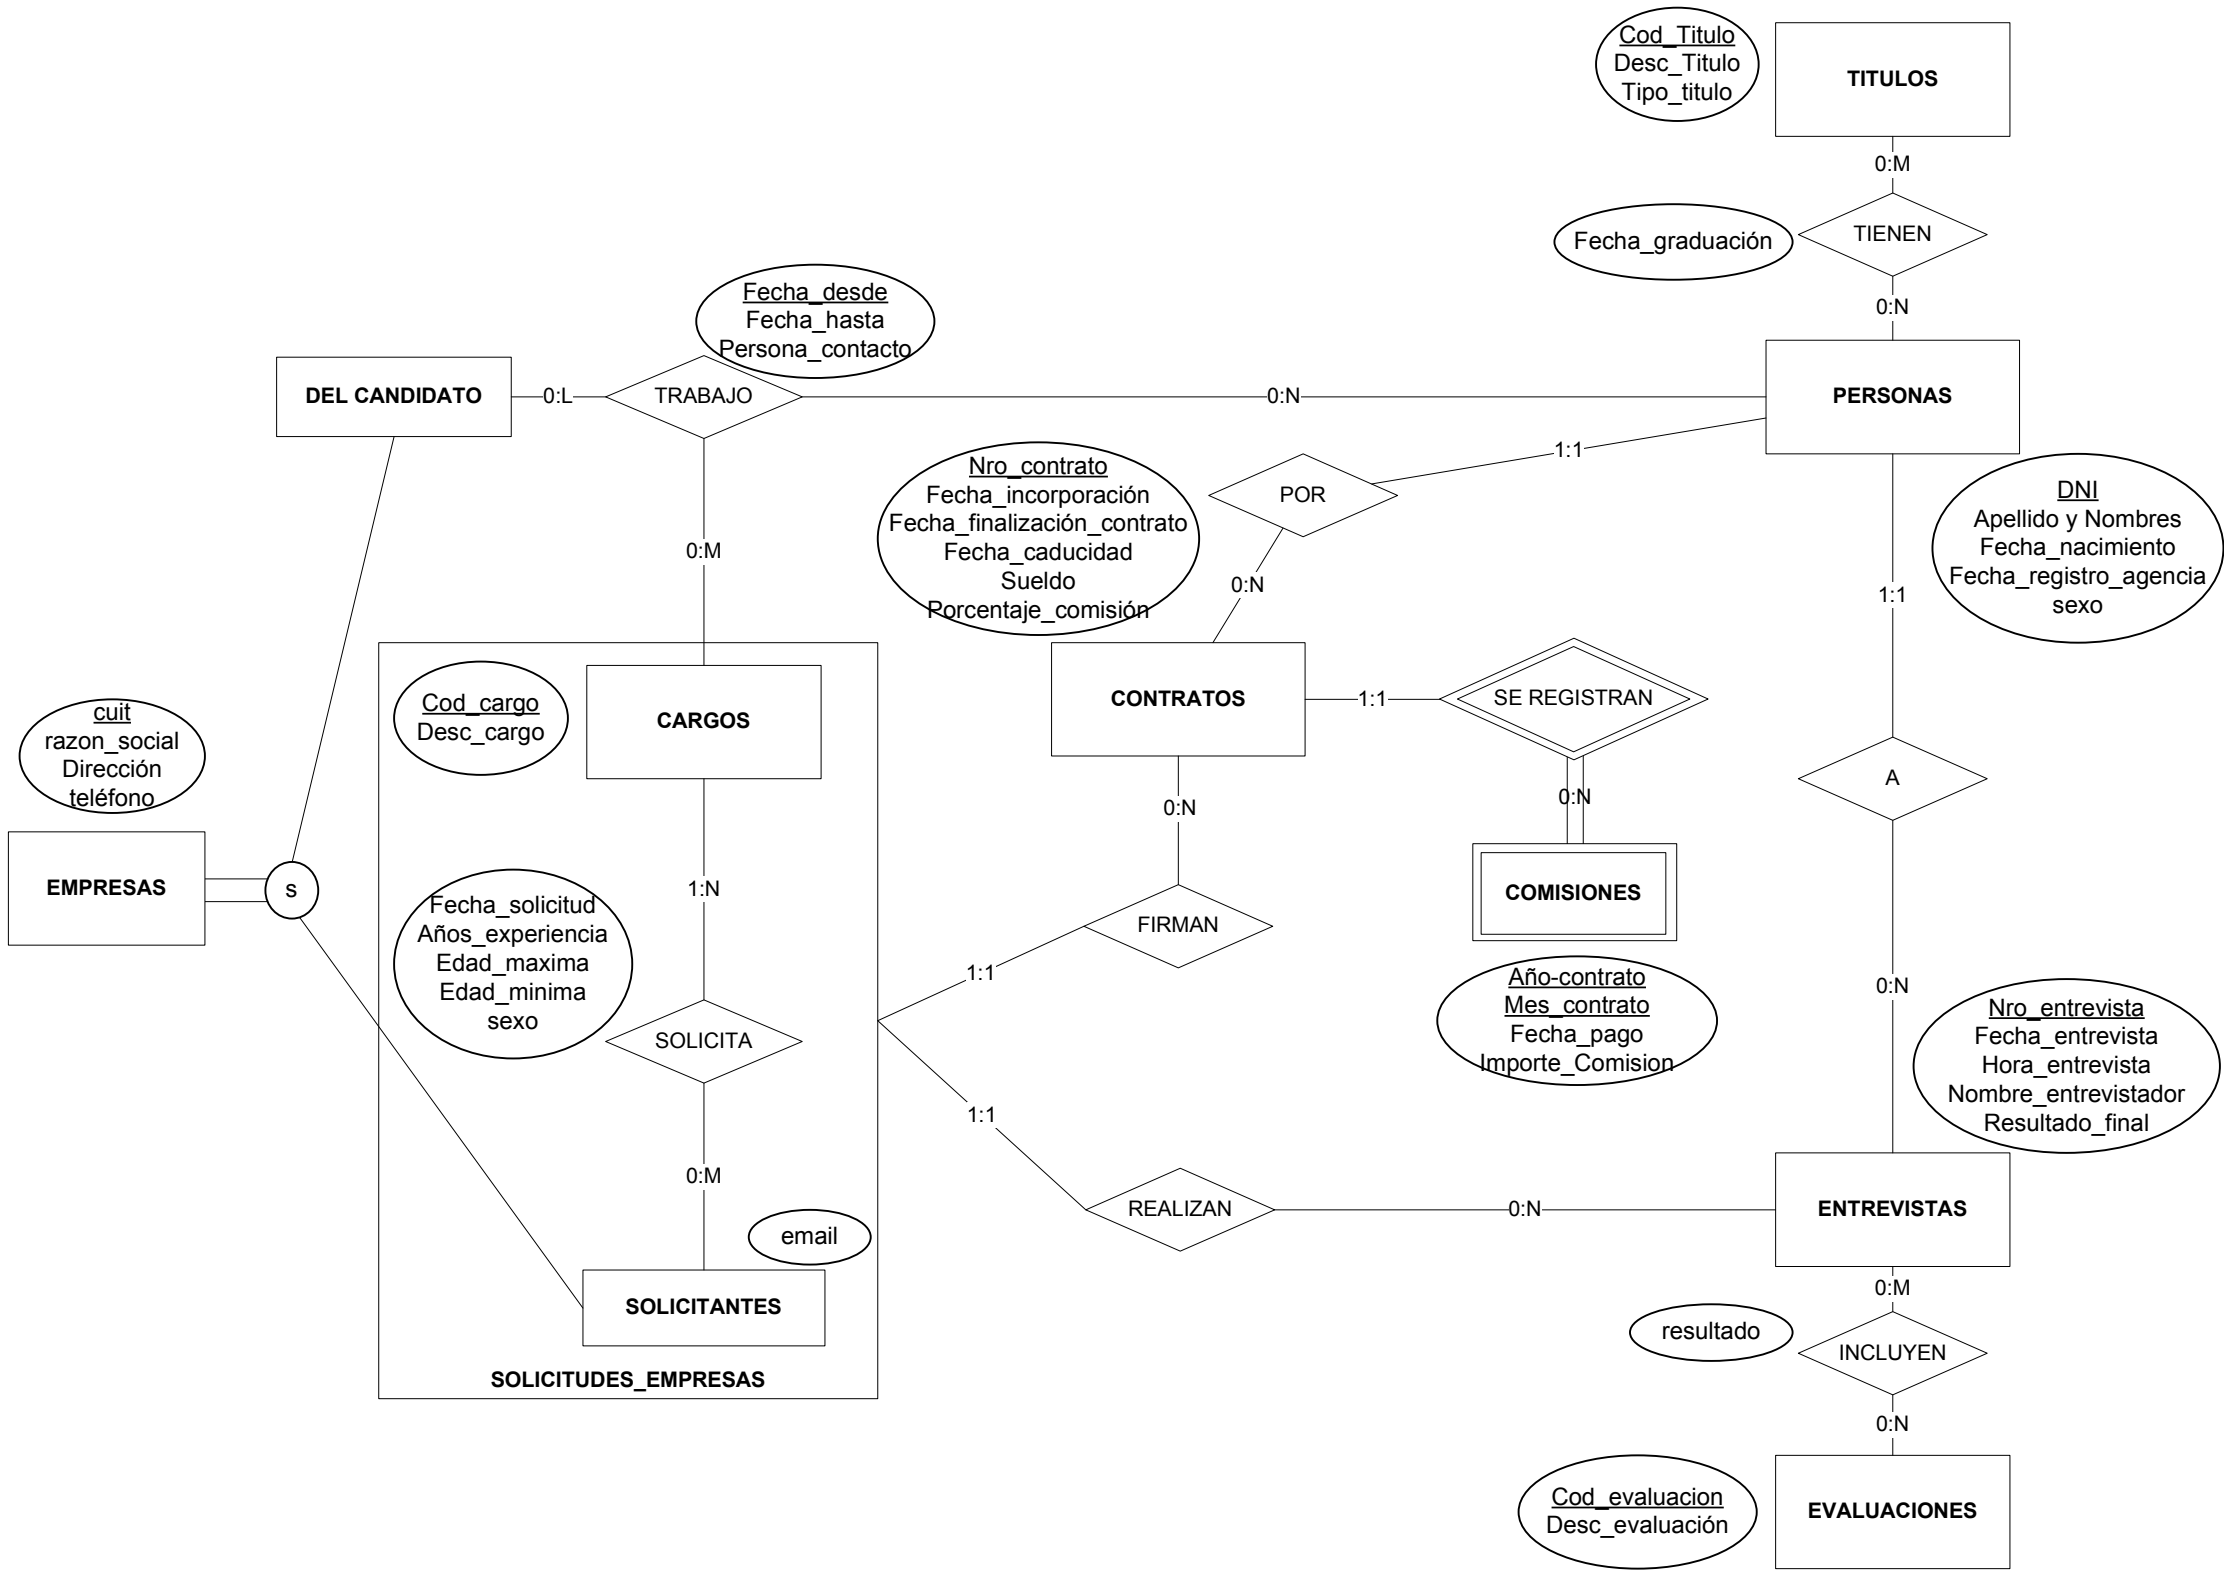 Cod_Titulo
Desc_Titulo
Tipo_titulo
TITULOS
0:M
Fecha_graduación
TIENEN
0:N
Fecha_desde
Fecha_hasta
Persona_contacto
DEL CANDIDATO
0:L
TRABAJO
0:N
PERSONAS
1:1
Nro_contrato
Fecha_incorporación
Fecha_finalización_contrato
Fecha_caducidad
Sueldo
Porcentaje_comisión
POR
DNI
Apellido y Nombres
Fecha_nacimiento
Fecha_registro_agencia
sexo
0:M
0:N
1:1
Cod_cargo
Desc_cargo
CARGOS
CONTRATOS
1:1
SE REGISTRAN
cuit
razon_social
Dirección
teléfono
A
0:N
0:N
EMPRESAS
s
1:N
Fecha_solicitud
Años_experiencia
Edad_maxima
Edad_minima
sexo
COMISIONES
FIRMAN
1:1
0:N
Año-contrato
Mes_contrato
Fecha_pago
Importe_Comision
Nro_entrevista
Fecha_entrevista
Hora_entrevista
Nombre_entrevistador
Resultado_final
SOLICITA
1:1
0:M
REALIZAN
0:N
ENTREVISTAS
email
SOLICITANTES
0:M
resultado
INCLUYEN
SOLICITUDES_EMPRESAS
0:N
Cod_evaluacion
Desc_evaluación
EVALUACIONES